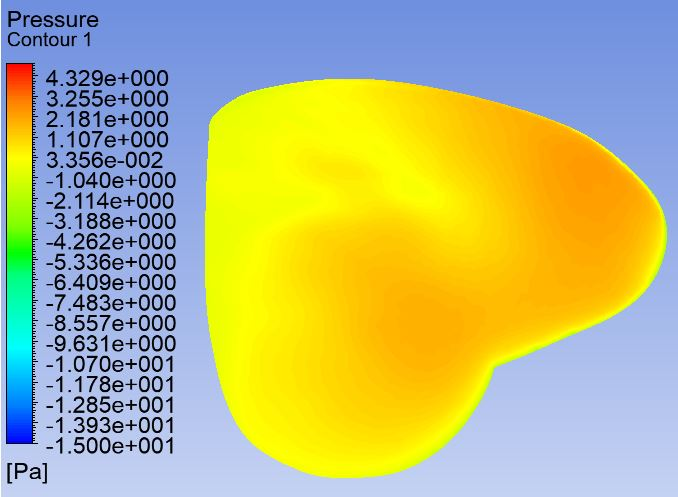 Pressure
Contour 1
4.329e+000
3.255e+000
2.181e+000
1.107e+000
3.356e-002
-1.040e+000
-2.114e+000
-3.188e+000
-4.262e+000
-5.336e+000
-6.409e+000
-7.483e+000
-8.557e+000
-9.631e+000
-1.070e+001
-1.178e+001
-1.285e+001
-1.393e+001
-1.500e+001
[Pa]